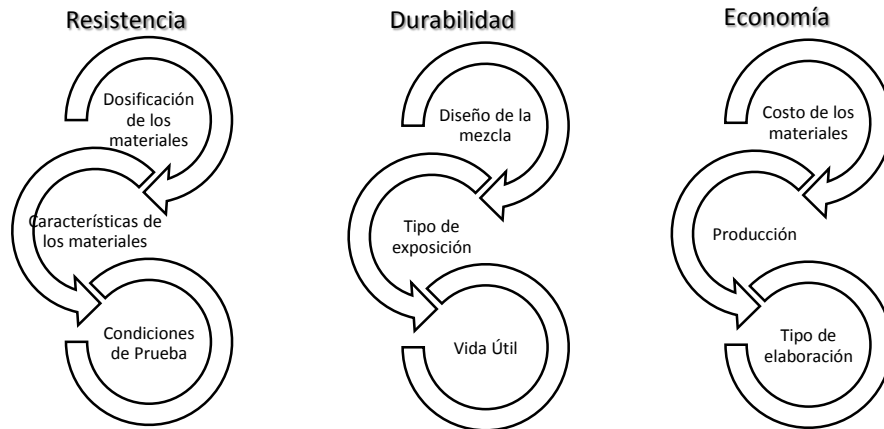 Resistencia
Dosificación
de los
materiales
Características de
los materiales
Condiciones
de Prueba
Durabilidad
Diseño de la
mezcla
Tipo de
exposición
Vida Útil
Economía
Costo de los
materiales
Producción
Tipo de
elaboración